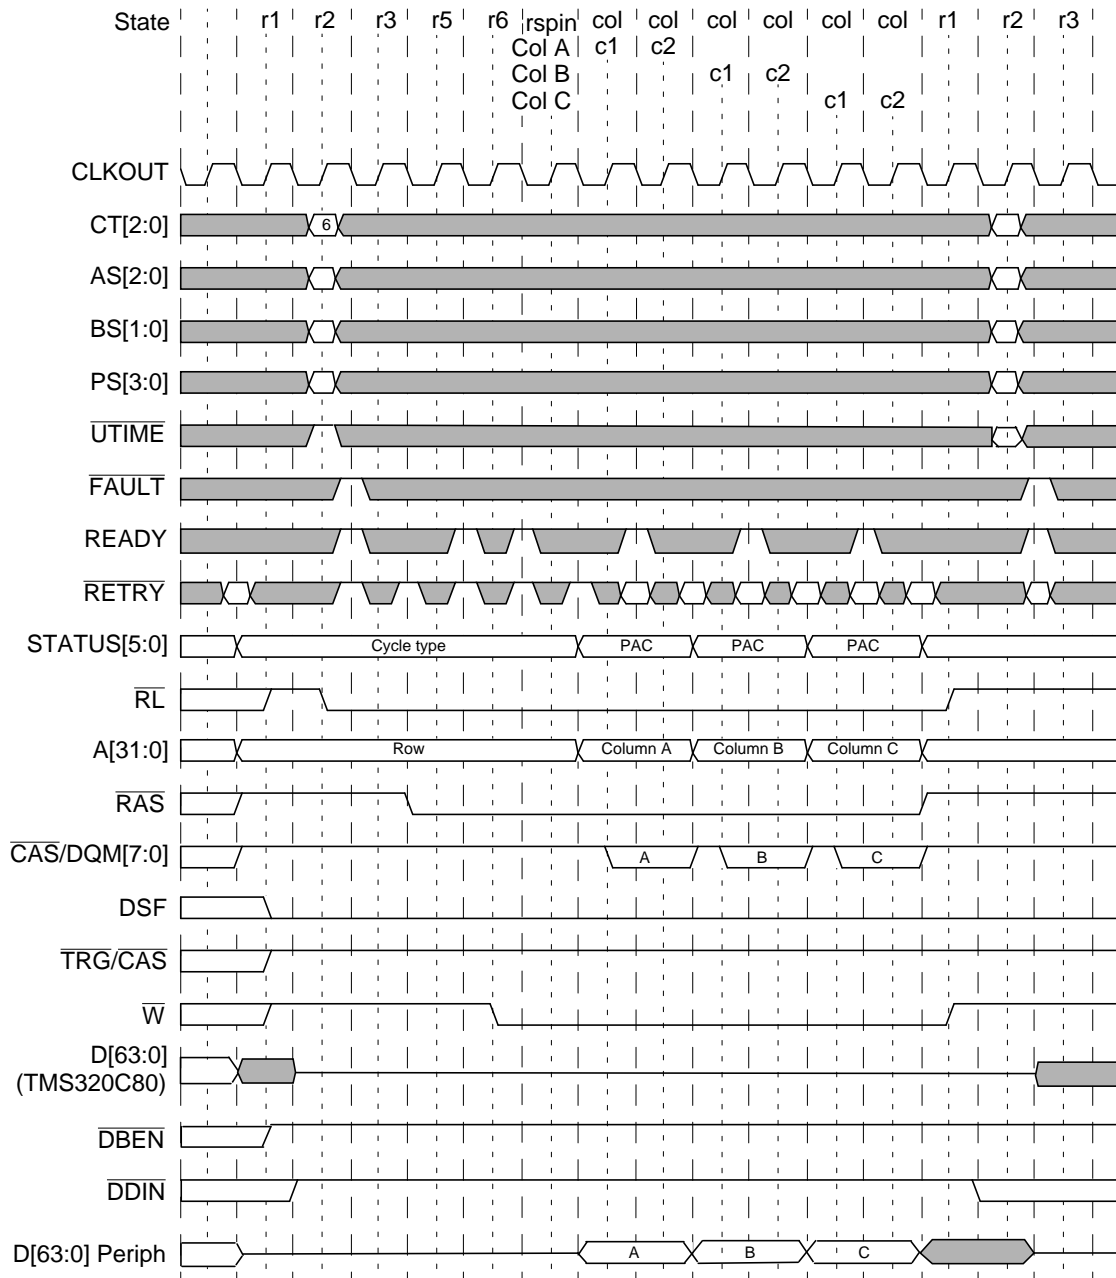 State r1 r2 r3 r5 r6 rspin col col col col col col r1 r2 r3
Col A c1 c2
Col B c1 c2
Col C c1 c2
CLKOUT
CT[2:0] 6
AS[2:0]
BS[1:0]
PS[3:0]
UTIME
FAULT
READY
RETRY
STATUS[5:0] Cycle type PAC PAC PAC
RL
A[31:0] Row Column A Column B Column C
RAS
CAS/DQM[7:0] A B C
DSF
TRG/CAS
W
D[63:0]
(TMS320C80)
DBEN
DDIN
D[63:0] Periph A B C